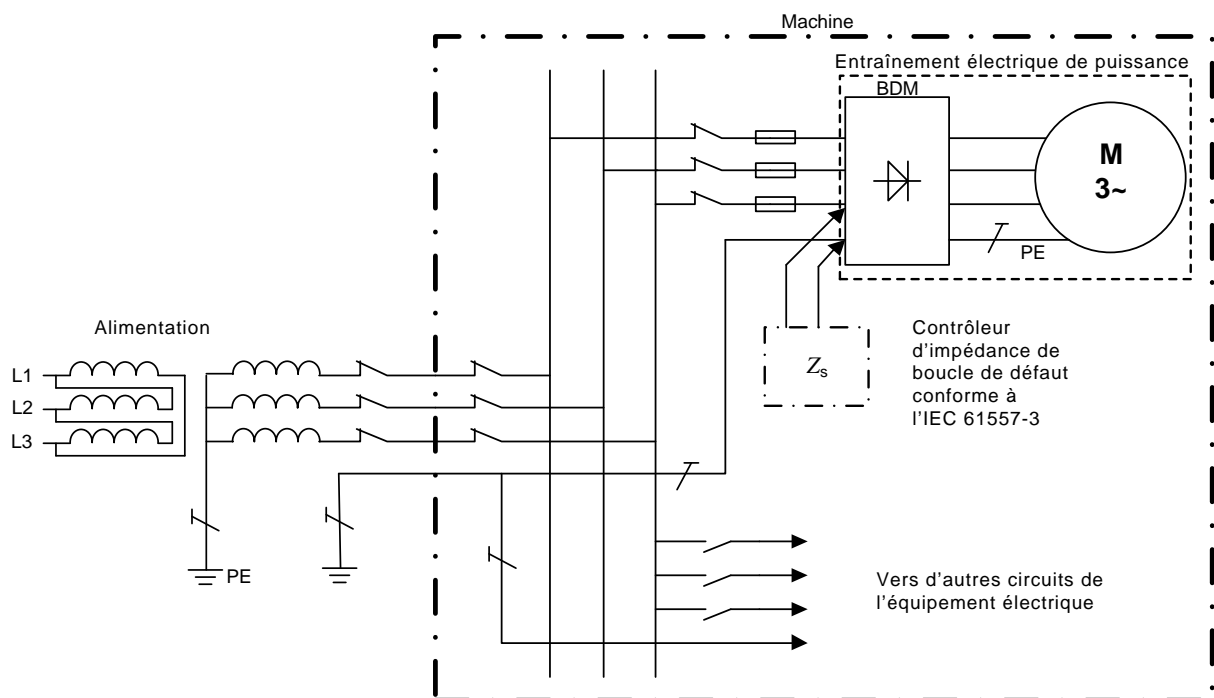 Machine
Entraînement électrique de puissance
BDM
M
3~
PE
Alimentation
L1
L2
L3
Zs
Contrôleur
d'impédance de
boucle de défaut
conforme à
l'IEC 61557-3
PE
Vers d'autres circuits de
l'équipement électrique